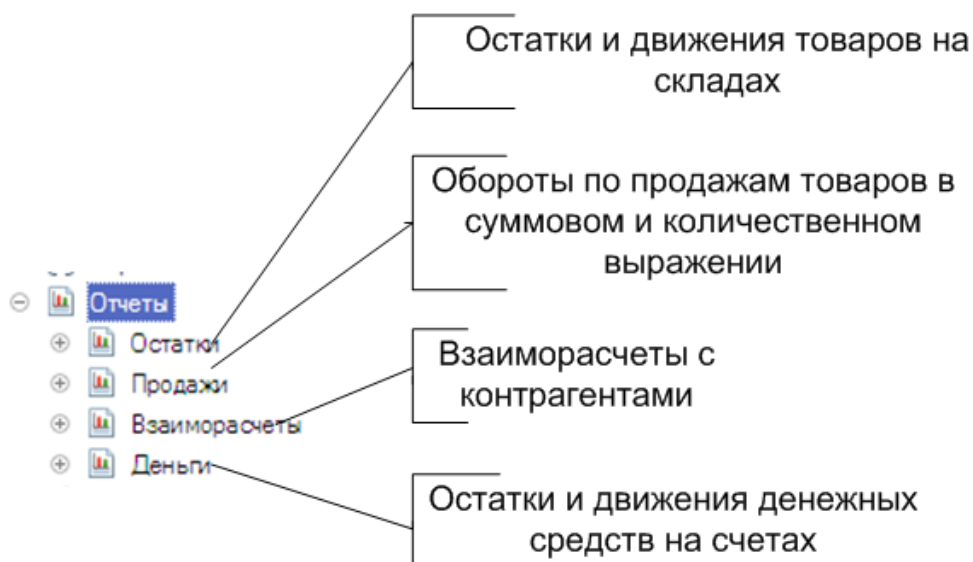 Остатки и движения товаров на
складах
Обороты по продажам товаров в
суммовом и количественном
выражении
Отчеты
Остатки
Продажи
Взаиморасчеты
Деньги
Взаиморасчеты с
контрагентами
Остатки и движения денежных
средств на счетах